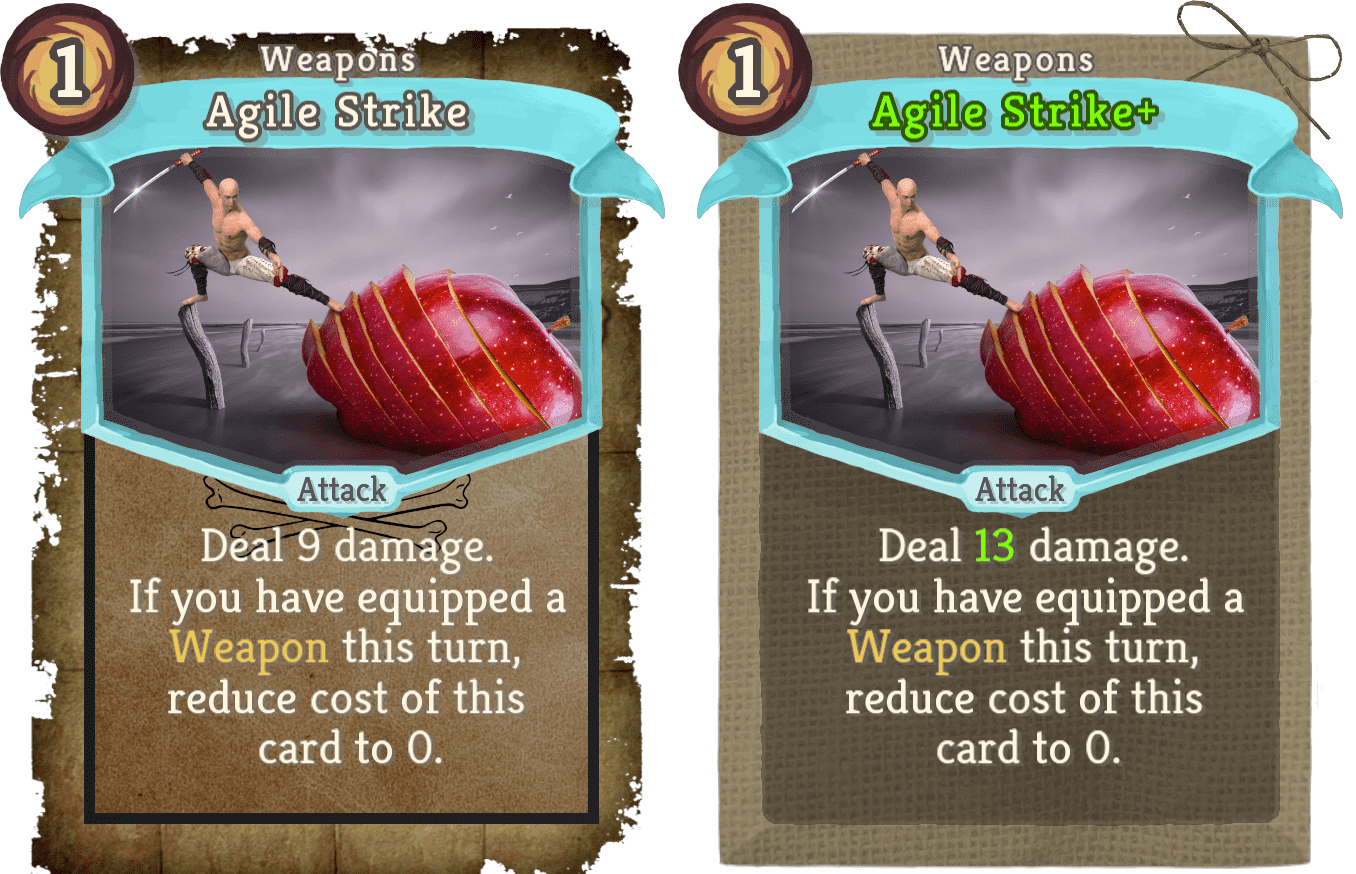 1
Weapons
Agile Strike
Attack
Deal 9 damage.
If you have equipped a
Weapon this turn,
reduce cost of this
card to 0.
1
Weapons
Agile Strike+
Attack
Deal 13 damage.
If you have equipped a
Weapon this turn,
reduce cost of this
card to 0.